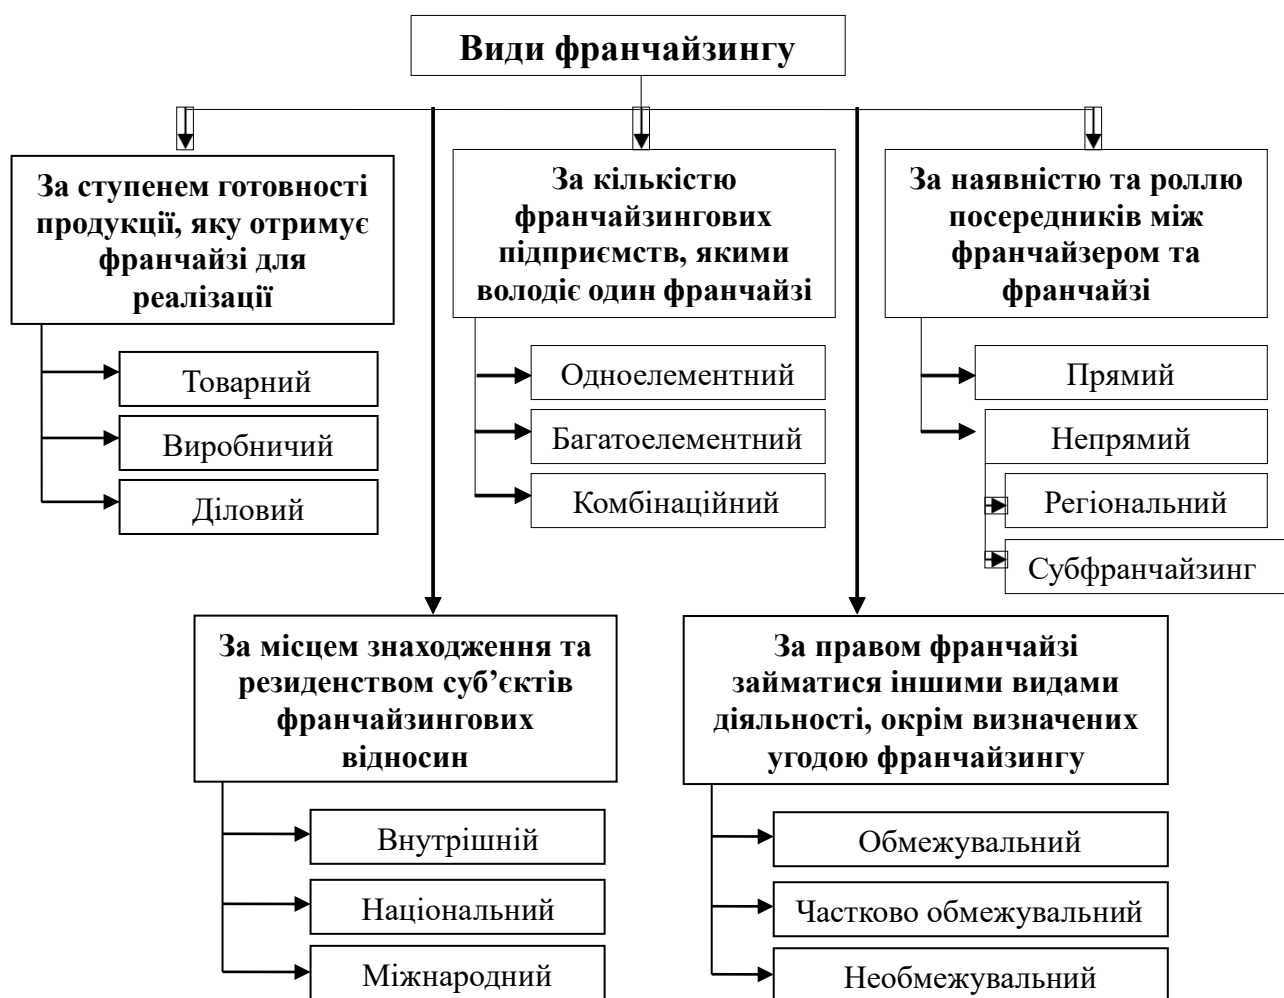 Види франчайзингу
За ступенем готовності
продукції, яку отримує
франчайзі для
реалізації
Товарний
Виробничий
Діловий
За кількістю
франчайзингових
підприємств, якими
володіє один франчайзі
Одноелементний
Багатоелементний
Комбінаційний
За наявністю та роллю
посередників між
франчайзером та
франчайзі
Прямий
Непрямий
Регіональний
Субфранчайзинг
За місцем знаходження та
резиденством суб’єктів
франчайзингових
відносин
Внутрішній
Національний
Міжнародний
За правом франчайзі
займатися іншими видами
діяльності, окрім визначених
угодою франчайзингу
Обмежувальний
Частково обмежувальний
Необмежувальний